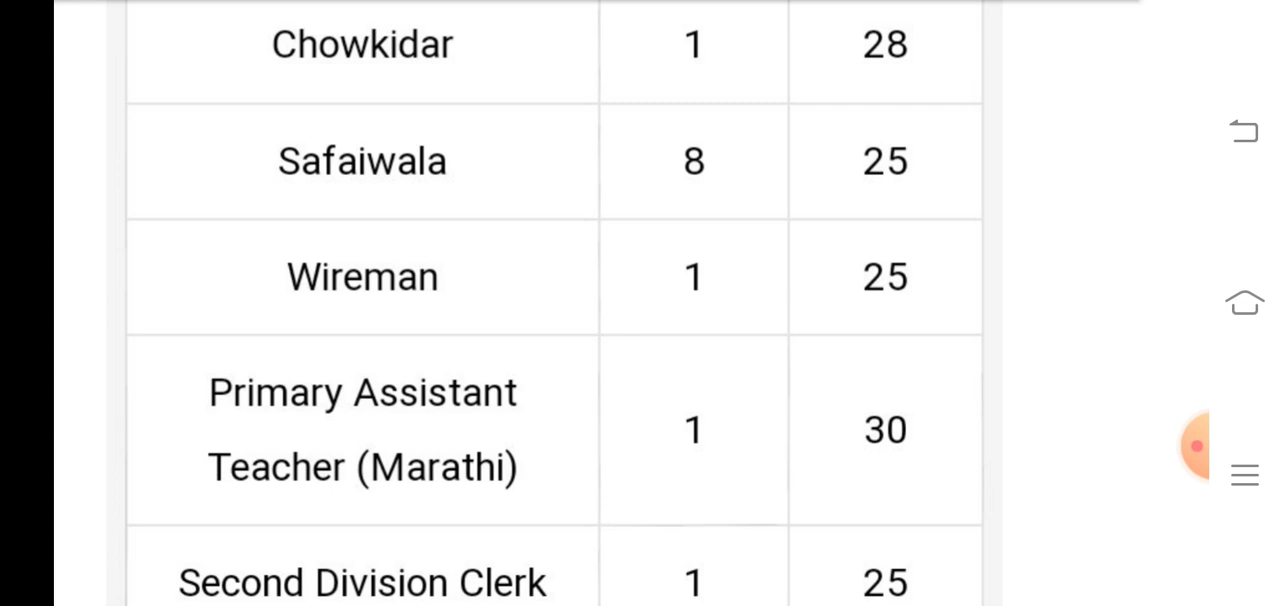 Chowkidar 1 28
Safaiwala 8 25
Wireman 1 25
Primary Assistant
Teacher (Marathi) 1 30
Second Division Clerk 1 25